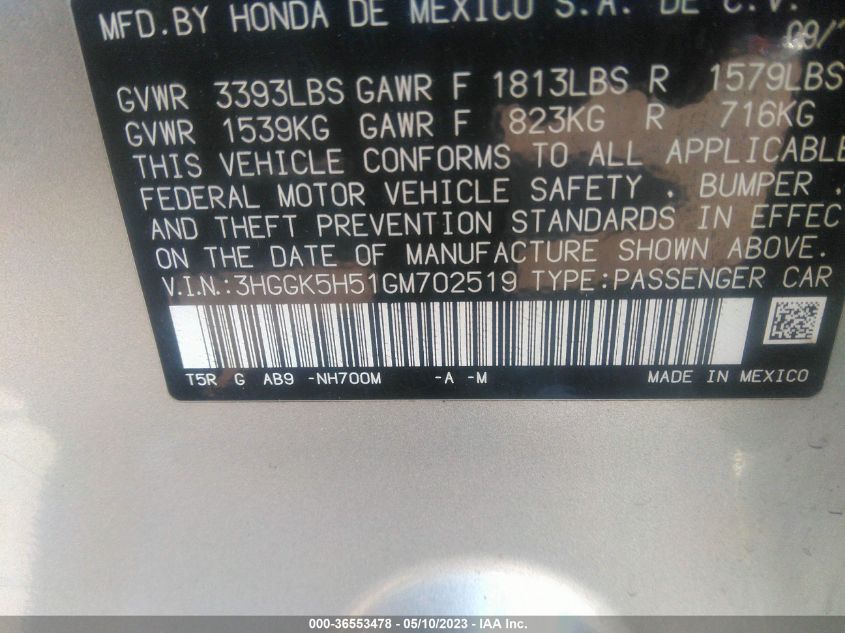 MFD.BY HONDA DE MEXICO S.A. DE C.V.
09/
GVWR 3393LBS GAWR F 1813LBS R 1579LBS
GVWR 1539KG GAWR F 823KG R 716KG
THIS VEHICLE CONFORMS TO ALL APPLICABLE
FEDERAL MOTOR VEHICLE SAFETY , BUMPER ,
AND THEFT PREVENTION STANDARDS IN EFFEC
ON THE DATE OF MANUFACTURE SHOWN ABOVE.
V.I.N.:3HGGK5H51GM702519 TYPE:PASSENGER CAR
T5R G AB9 -NH700M -A -M MADE IN MEXICO
000-36553478 - 05/10/2023 - IAA Inc.